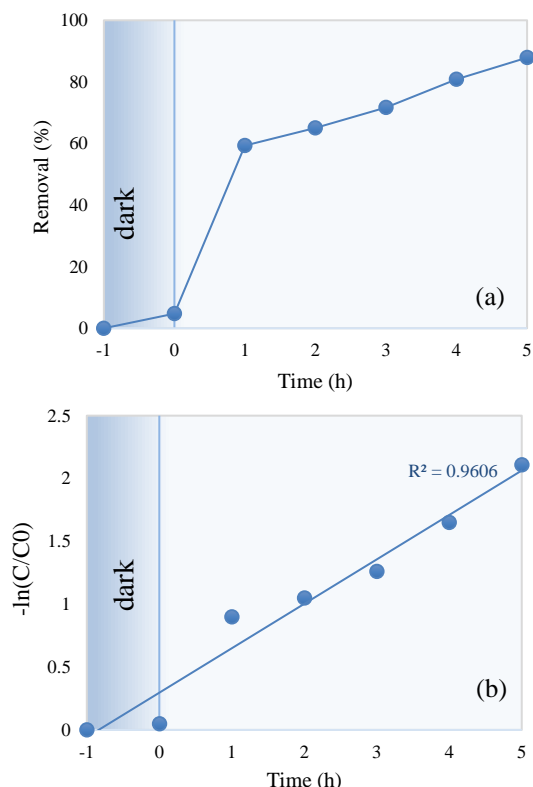 100
80
60
40
20
0
Removal (%)
dark
(a)
-1 0 1 2 3 4 5
Time (h)
2.5
2
1.5
1
0.5
0
-ln(C/C0)
dark
R² = 0.9606
(b)
-1 0 1 2 3 4 5
Time (h)